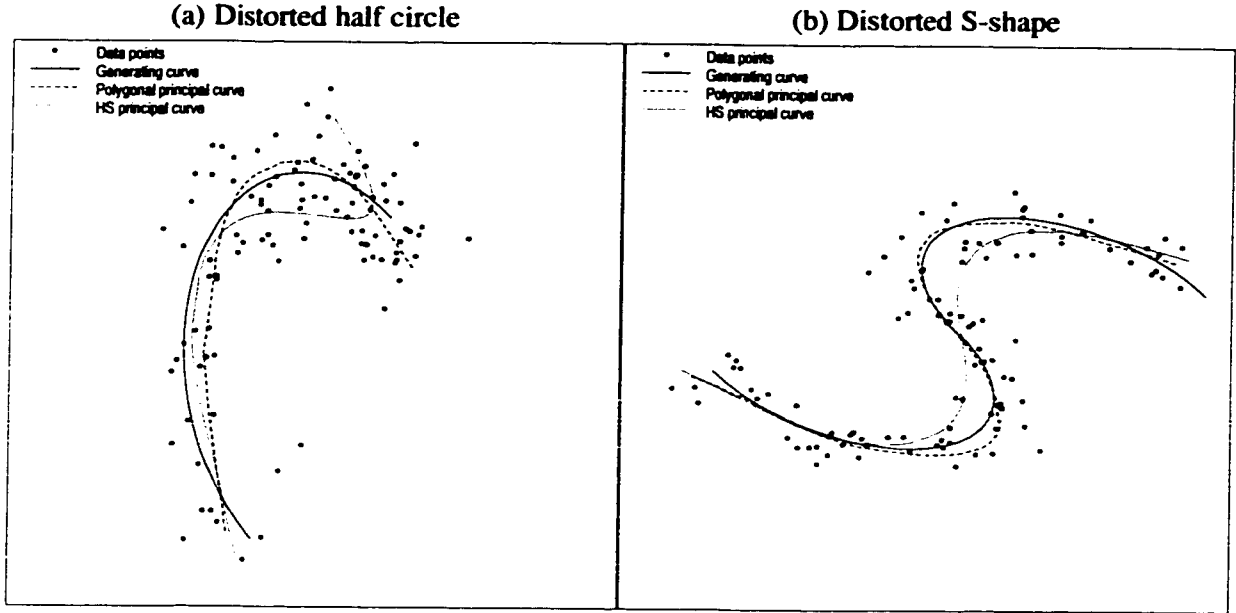 (a) Distorted half circle
Data points
Generating curve
Polygonal principal curve
HS principal curve
(b) Distorted S-shape
Data points
Generating curve
Polygonal principal curve
HS principal curve